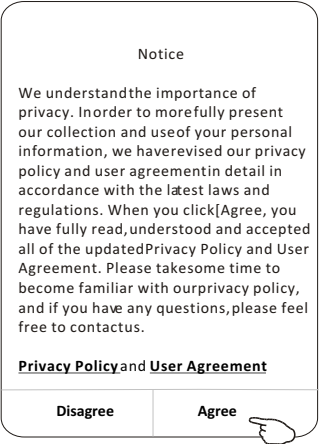 Notice
We understandthe importance of
privacy. Inorder to morefully present
our collection and useof your personal
information, we haverevised our privacy
policy and user agreementin detail in
accordance with the latest laws and
regulations. When you click[Agree, you
have fully read,understood and accepted
all of the updatedPrivacy Policy and User
Agreement. Please takesome time to
become familiar with ourprivacy policy,
and if you have any questions,please feel
free to contactus.
Privacy Policyand User Agreement
Disagree Agree